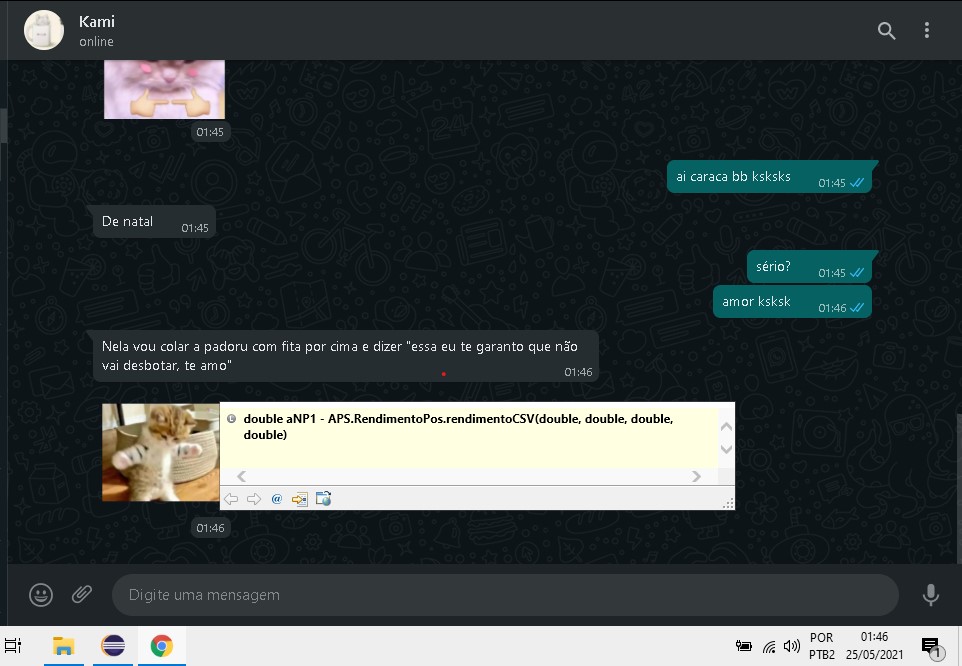 Kami
online
01:45
ai caraca bb ksksks 01:45
De natal 01:45
sério? 01:45
amor ksksk 01:46
Nela vou colar a padoru com fita por cima e dizer "essa eu te garanto que não
vai desbotar, te amo" 01:46
double aNP1 - APS.RendimentoPos.rendimentoCSV(double, double, double,
double)
@
01:46
Digite uma mensagem
POR 01:46
PTB2 25/05/2021
1